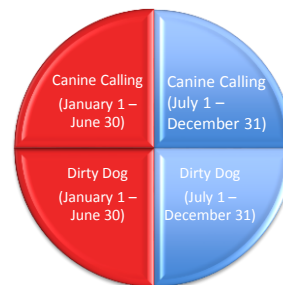 Canine Calling
(January 1 –
June 30)
Canine Calling
(July 1 –
December 31)
Dirty Dog
(January 1 –
June 30)
Dirty Dog
(July 1 –
December 31)